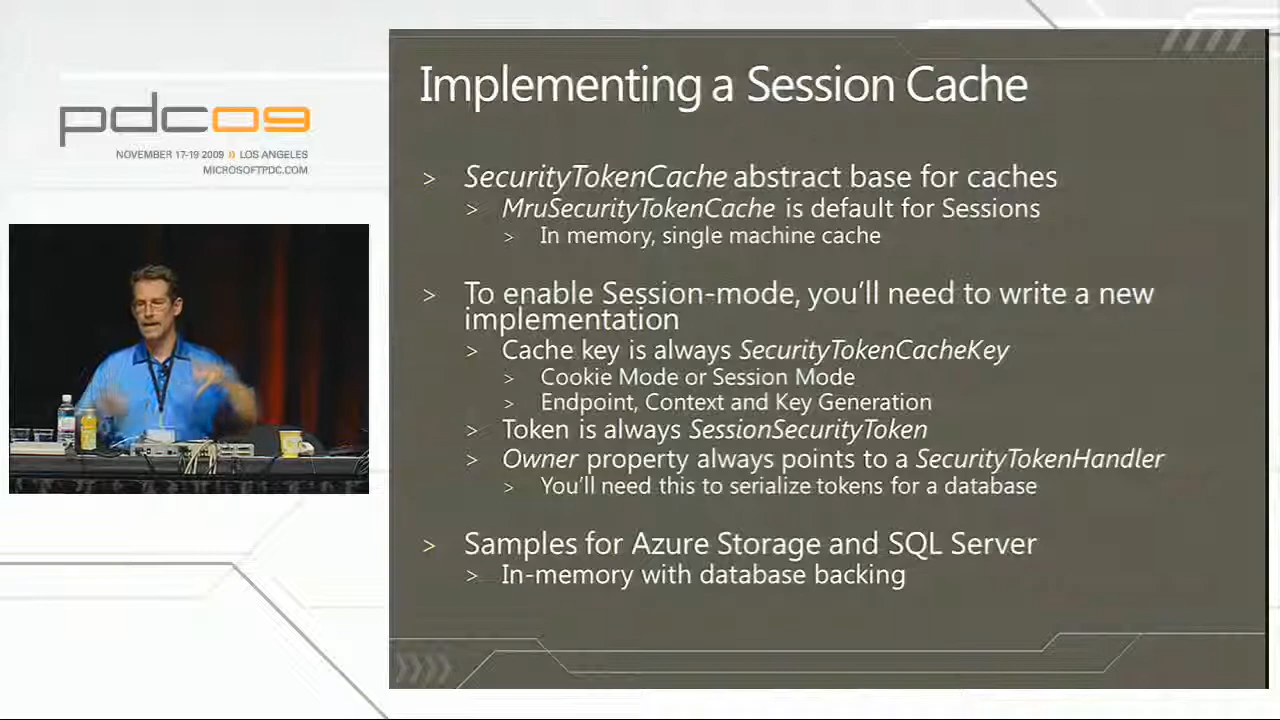 pdc09
NOVEMBER 17-19 2009 » LOS ANGELES
MICROSOFTPDC.COM
Implementing a Session Cache
> SecurityTokenCache abstract base for caches
> MruSecurityTokenCache is default for Sessions
> In memory, single machine cache
> To enable Session-mode, you'll need to write a new
implementation
> Cache key is always SecurityTokenCacheKey
> Cookie Mode or Session Mode
> Endpoint, Context and Key Generation
> Token is always SessionSecurityToken
> Owner property always points to a SecurityTokenHandler
> You'll need this to serialize tokens for a database
> Samples for Azure Storage and SQL Server
> In-memory with database backing